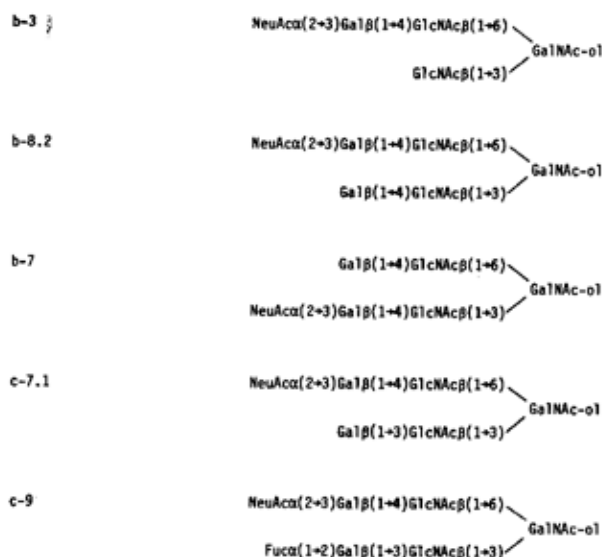 b-3
NeuAcα(2→3)Galβ(1→4)GlcNAcβ(1→6)
GalNAc-ol
GlcNAcβ(1→3)
b-8.2
NeuAcα(2→3)Galβ(1→4)GlcNAcβ(1→6)
GalNAc-ol
Galβ(1→4)GlcNAcβ(1→3)
b-7
Galβ(1→4)GlcNAcβ(1→6)
GalNAc-ol
NeuAcα(2→3)Galβ(1→4)GlcNAcβ(1→3)
c-7.1
NeuAcα(2→3)Galβ(1→4)GlcNAcβ(1→6)
GalNAc-ol
Galβ(1→3)GlcNAcβ(1→3)
c-9
NeuAcα(2→3)Galβ(1→4)GlcNAcβ(1→6)
GalNAc-ol
Fucα(1→2)Galβ(1→3)GlcNAcβ(1→3)